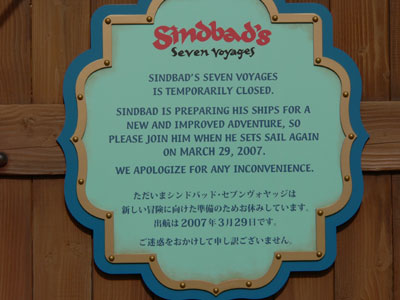 Sindbad's
Seven Voyages
SINDBAD'S SEVEN VOYAGES
IS TEMPORARILY CLOSED.
SINDBAD IS PREPARING HIS SHIPS FOR A
NEW AND IMPROVED ADVENTURE, SO
PLEASE JOIN HIM WHEN HE SETS SAIL AGAIN
ON MARCH 29, 2007.
WE APOLOGIZE FOR ANY INCONVENIENCE.
ただいまシンドバッド・セブンヴォヤッジは
新しい冒険に向けた準備のためお休みしています。
出航は2007年3月29日です。
ご迷惑をおかけして申し訳ございません。